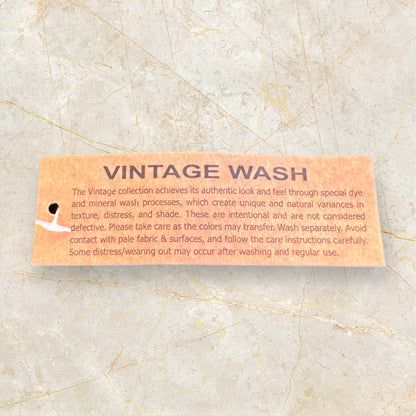 VINTAGE WASH
The Vintage collection achieves its authentic look and feel through special dye
and mineral wash processes, which create unique and natural variances in
texture, distress, and shade. These are intentional and are not considered
defective. Please take care as the colors may transfer. Wash separately. Avoid
contact with pale fabric & surfaces, and follow the care instructions carefully.
Some distress/wearing out may occur after washing and regular use.